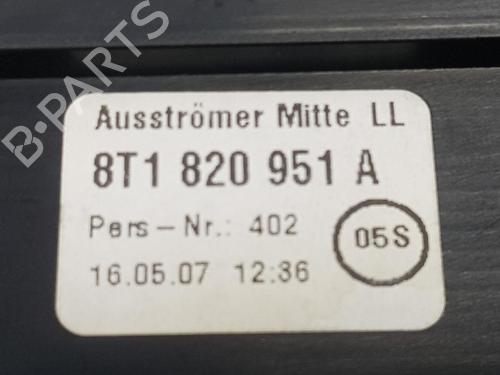 Ausströmer Mitte LL
8T1 820 951 A
Pers-Nr.: 402
05S
16.05.07 12:36
B-PARTS